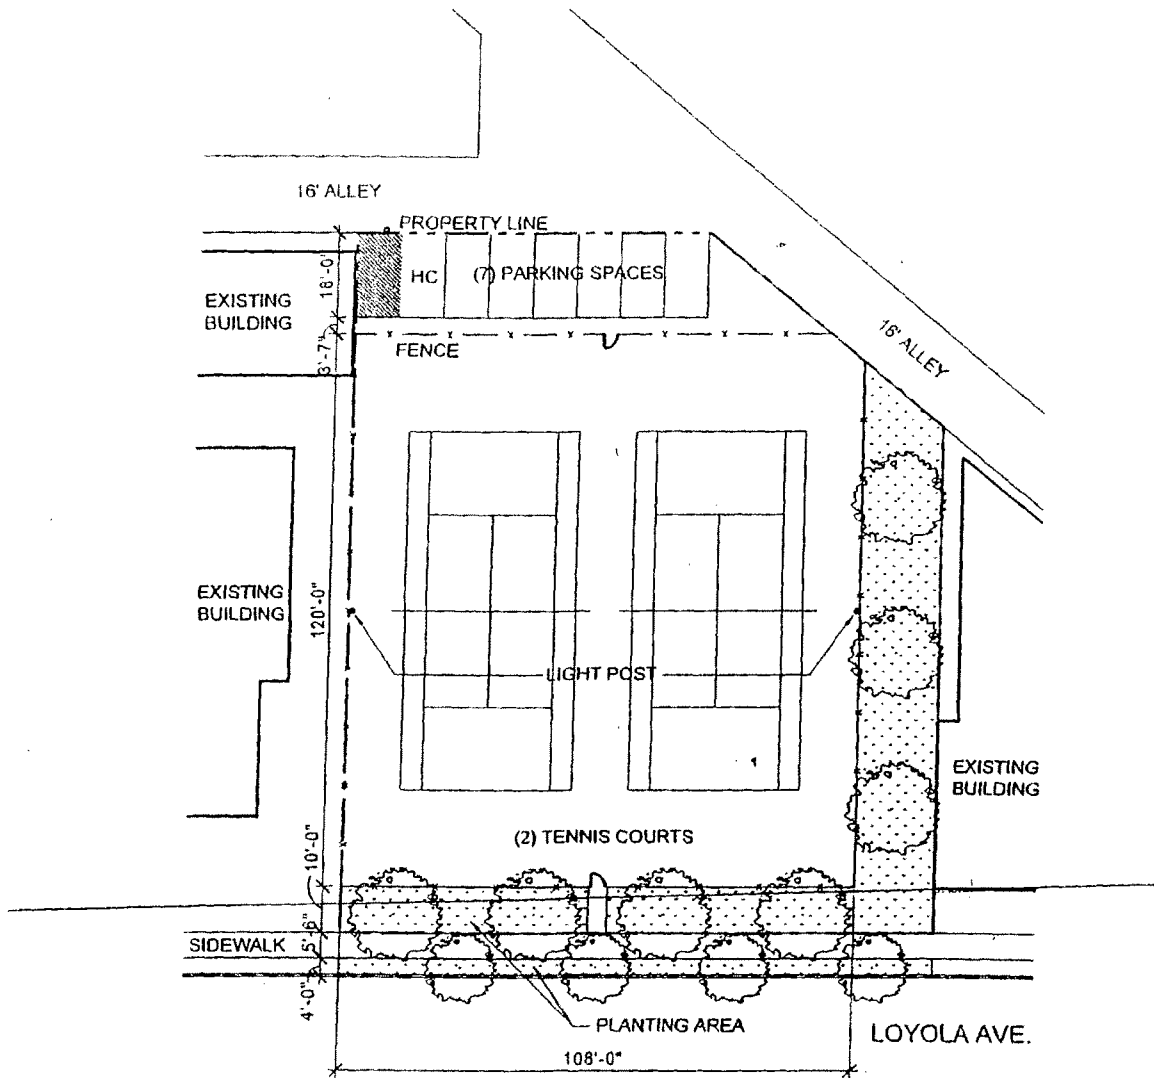 16' ALLEY
PROPERTY LINE
18'-0"
HC
(7) PARKING SPACES
EXISTING
BUILDING
16' ALLEY
3'-7"
FENCE
EXISTING
BUILDING
120'-0"
LIGHT POST
EXISTING
BUILDING
(2) TENNIS COURTS
10'-0"
SIDEWALK
5'-6"
4'-0"
PLANTING AREA
LOYOLA AVE.
108'-0"